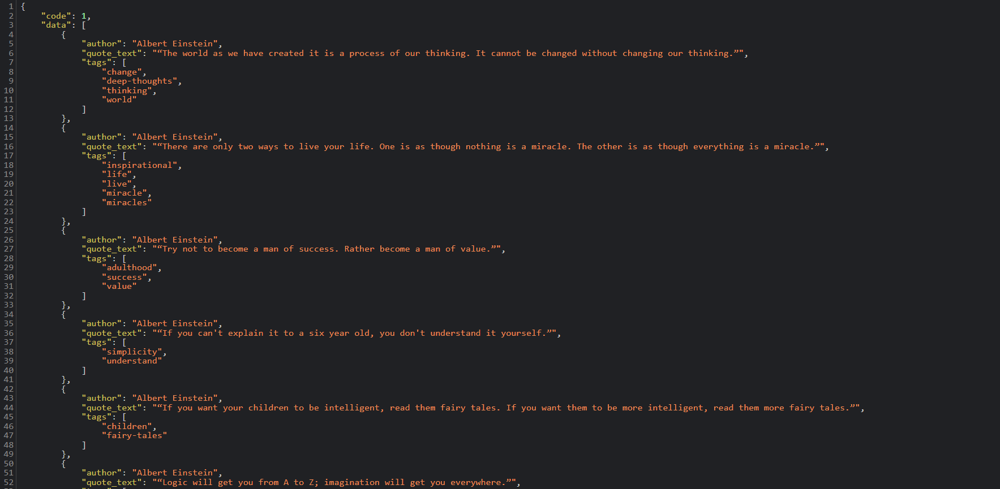 1 {
2     "code": 1,
3     "data": [
4         {
5             "author": "Albert Einstein",
6             "quote_text": "“The world as we have created it is a process of our thinking. It cannot be changed without changing our thinking.”",
7             "tags": [
8                 "change",
9                 "deep-thoughts",
10                 "thinking",
11                 "world"
12             ]
13         },
14         {
15             "author": "Albert Einstein",
16             "quote_text": "“There are only two ways to live your life. One is as though nothing is a miracle. The other is as though everything is a miracle.”",
17             "tags": [
18                 "inspirational",
19                 "life",
20                 "live",
21                 "miracle",
22                 "miracles"
23             ]
24         },
25         {
26             "author": "Albert Einstein",
27             "quote_text": "“Try not to become a man of success. Rather become a man of value.”",
28             "tags": [
29                 "adulthood",
30                 "success",
31                 "value"
32             ]
33         },
34         {
35             "author": "Albert Einstein",
36             "quote_text": "“If you can't explain it to a six year old, you don't understand it yourself.”",
37             "tags": [
38                 "simplicity",
39                 "understand"
40             ]
41         },
42         {
43             "author": "Albert Einstein",
44             "quote_text": "“If you want your children to be intelligent, read them fairy tales. If you want them to be more intelligent, read them more fairy tales.”",
45             "tags": [
46                 "children",
47                 "fairy-tales"
48             ]
49         },
50         {
51             "author": "Albert Einstein",
52             "quote_text": "“Logic will get you from A to Z; imagination will get you everywhere.”",